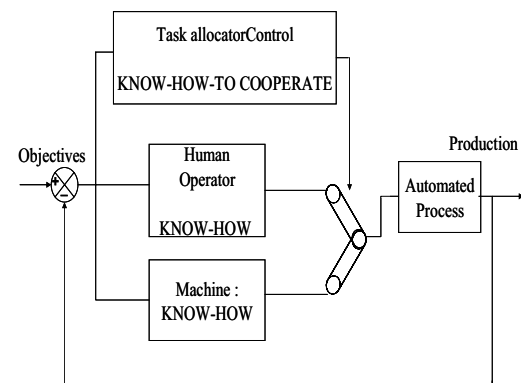 Task allocatorControl
KNOW-HOW-TO COOPERATE
Objectives
+
−
Human
Operator
KNOW-HOW
Machine :
KNOW-HOW
Production
Automated
Process